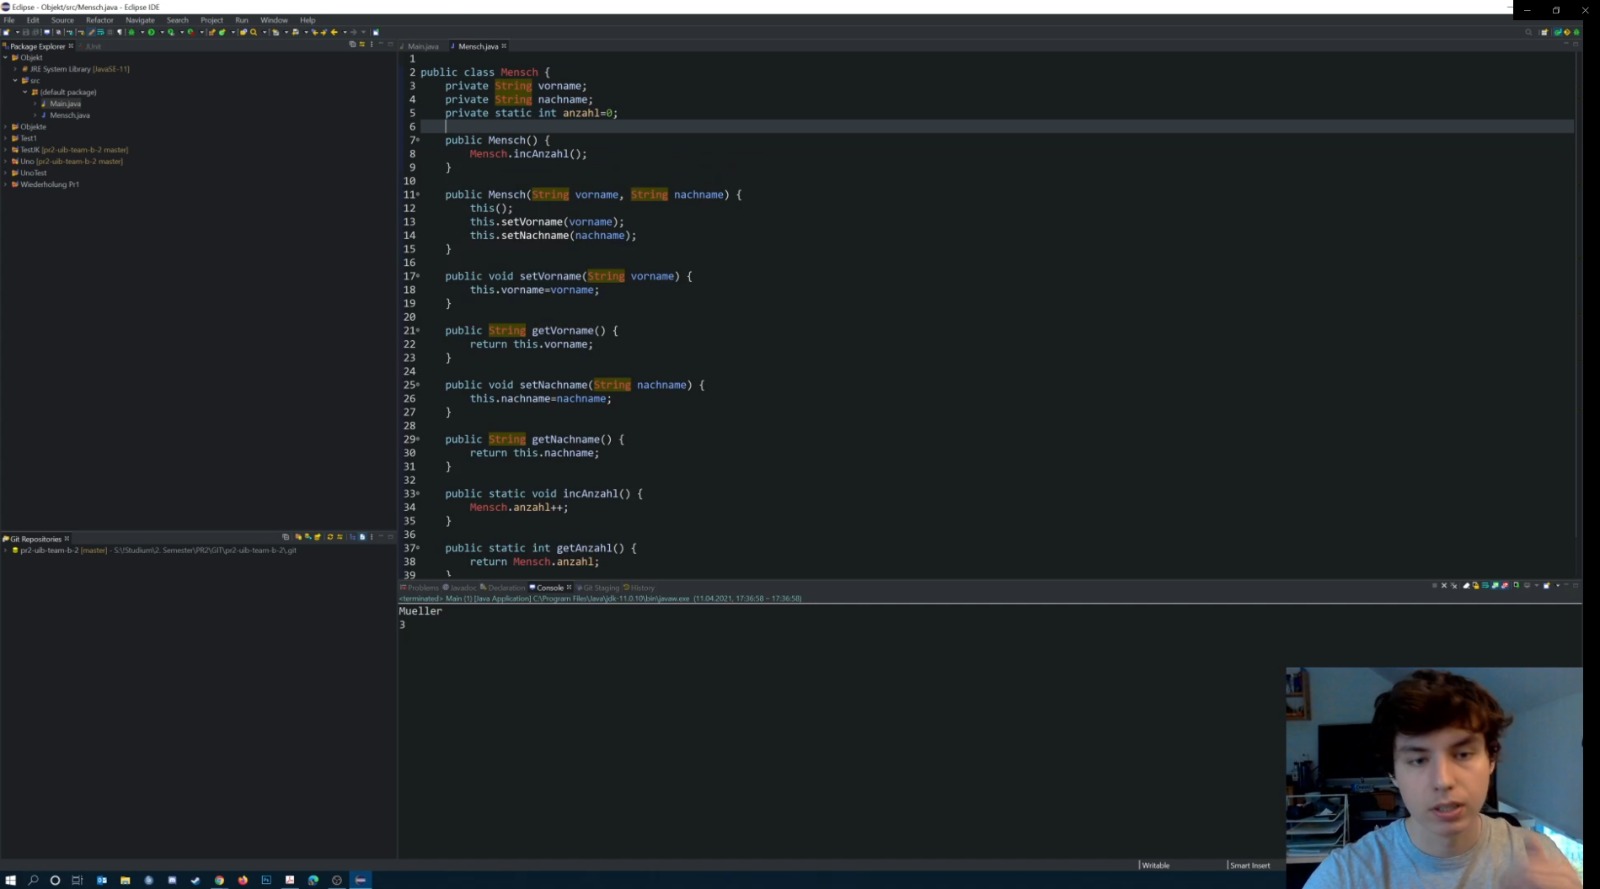 Eclipse - Objekt/src/Mensch.java - Eclipse IDE
File Edit Source Refactor Navigate Search Project Run Window Help
Package Explorer
JUnit
Objekt
JRE System Library [JavaSE-11]
src
(default package)
Main.java
Mensch.java
Objekte
Test1
TestJK [pr2-uib-team-b-2 master]
Uno [pr2-uib-team-b-2 master]
UnoTest
Wiederholung Pr1
Git Repositories
pr2-uib-team-b-2 [master] - S:\!Studium\2. Semester\PR2\GIT\pr2-uib-team-b-2\.git
Main.java Mensch.java
1
2 public class Mensch {
3 private String vorname;
4 private String nachname;
5 private static int anzahl=0;
6
7 public Mensch() {
8 Mensch.incAnzahl();
9 }
10
11 public Mensch(String vorname, String nachname) {
12 this();
13 this.setVorname(vorname);
14 this.setNachname(nachname);
15 }
16
17 public void setVorname(String vorname) {
18 this.vorname=vorname;
19 }
20
21 public String getVorname() {
22 return this.vorname;
23 }
24
25 public void setNachname(String nachname) {
26 this.nachname=nachname;
27 }
28
29 public String getNachname() {
30 return this.nachname;
31 }
32
33 public static void incAnzahl() {
34 Mensch.anzahl++;
35 }
36
37 public static int getAnzahl() {
38 return Mensch.anzahl;
39 }
Problems Javadoc Declaration Console Git Staging History
<terminated> Main (1) [Java Application] C:\Program Files\Java\jdk-11.0.10\bin\javaw.exe (11.04.2021, 17:36:58 – 17:36:58)
Mueller
3
Writable Smart Insert